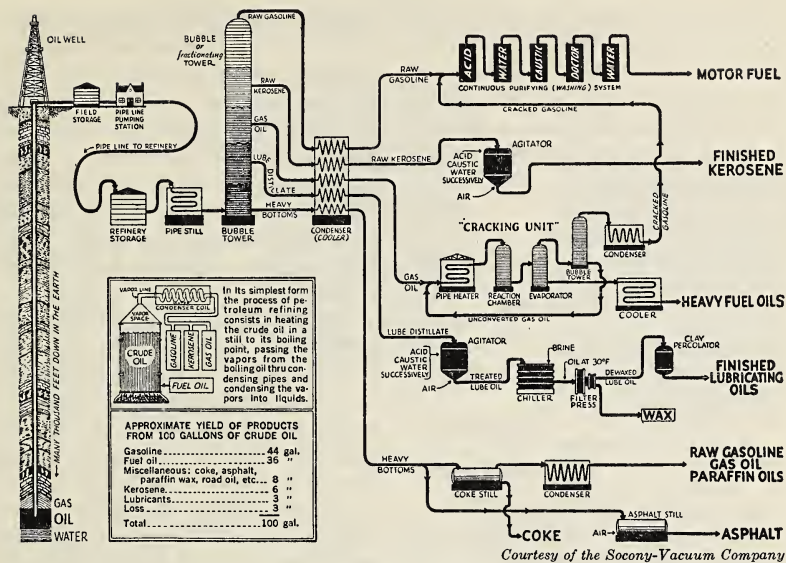 OIL WELL
FIELD
STORAGE
PIPE LINE
PUMPING
STATION
PIPE LINE TO REFINERY
REFINERY
STORAGE
PIPE STILL
BUBBLE
or
fractionating
TOWER
RAW GASOLINE
RAW
KEROSENE
GAS
OIL
LUBE DISTILLATE
HEAVY
BOTTOMS
BUBBLE
TOWER
CONDENSER
(COOLER)
RAW
GASOLINE
ACID
WATER
CAUSTIC
DOCTOR
WATER
CONTINUOUS PURIFYING (WASHING) SYSTEM
MOTOR FUEL
CRACKED GASOLINE
RAW KEROSENE
ACID
CAUSTIC
WATER
SUCCESSIVELY
AIR
AGITATOR
FINISHED
KEROSENE
CRACKED
GASOLINE
"CRACKING UNIT"
GAS
OIL
PIPE HEATER
REACTION
CHAMBER
EVAPORATOR
BUBBLE
TOWER
CONDENSER
UNCONVERTED GAS OIL
COOLER
HEAVY FUEL OILS
LUBE DISTILLATE
ACID
CAUSTIC
WATER
SUCCESSIVELY
AIR
AGITATOR
TREATED
LUBE OIL
BRINE
CHILLER
OIL AT 30°F
FILTER
PRESS
DEWAXED
LUBE OIL
CLAY
PERCOLATOR
FINISHED
LUBRICATING
OILS
WAX
HEAVY
BOTTOMS
COKE STILL
CONDENSER
RAW GASOLINE
GAS OIL
PARAFFIN OILS
COKE
AIR
ASPHALT STILL
ASPHALT
MANY THOUSAND FEET DOWN IN THE EARTH
GAS
OIL
WATER
VAPOR LINE
CONDENSER COIL
VAPOR
SPACE
CRUDE
OIL
GASOLINE
KEROSENE
GAS OIL
FUEL OIL
In its simplest form
the process of pe-
troleum refining
consists in heating
the crude oil in a
still to its boiling
point, passing the
vapors from the
boiling oil thru con-
densing pipes and
condensing the va-
pors into liquids.
APPROXIMATE YIELD OF PRODUCTS
FROM 100 GALLONS OF CRUDE OIL
Gasoline 44 gal.
Fuel oil 36 "
Miscellaneous: coke, asphalt,
paraffin wax, road oil, etc. 8 "
Kerosene 6 "
Lubricants 3 "
Loss 3 "
Total 100 gal.
Courtesy of the Socony-Vacuum Company